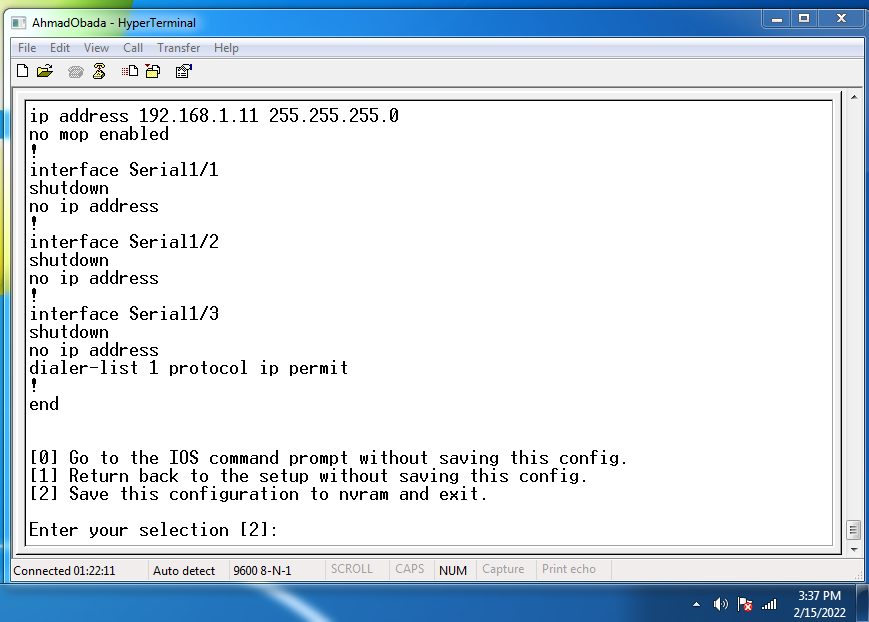 AhmadObada - HyperTerminal
File Edit View Call Transfer Help
ip address 192.168.1.11 255.255.255.0
no mop enabled
!
interface Serial1/1
shutdown
no ip address
!
interface Serial1/2
shutdown
no ip address
!
interface Serial1/3
shutdown
no ip address
dialer-list 1 protocol ip permit
!
end
[0] Go to the IOS command prompt without saving this config.
[1] Return back to the setup without saving this config.
[2] Save this configuration to nvram and exit.
Enter your selection [2]:
Connected 01:22:11 Auto detect 9600 8-N-1 SCROLL CAPS NUM Capture Print echo
3:37 PM
2/15/2022